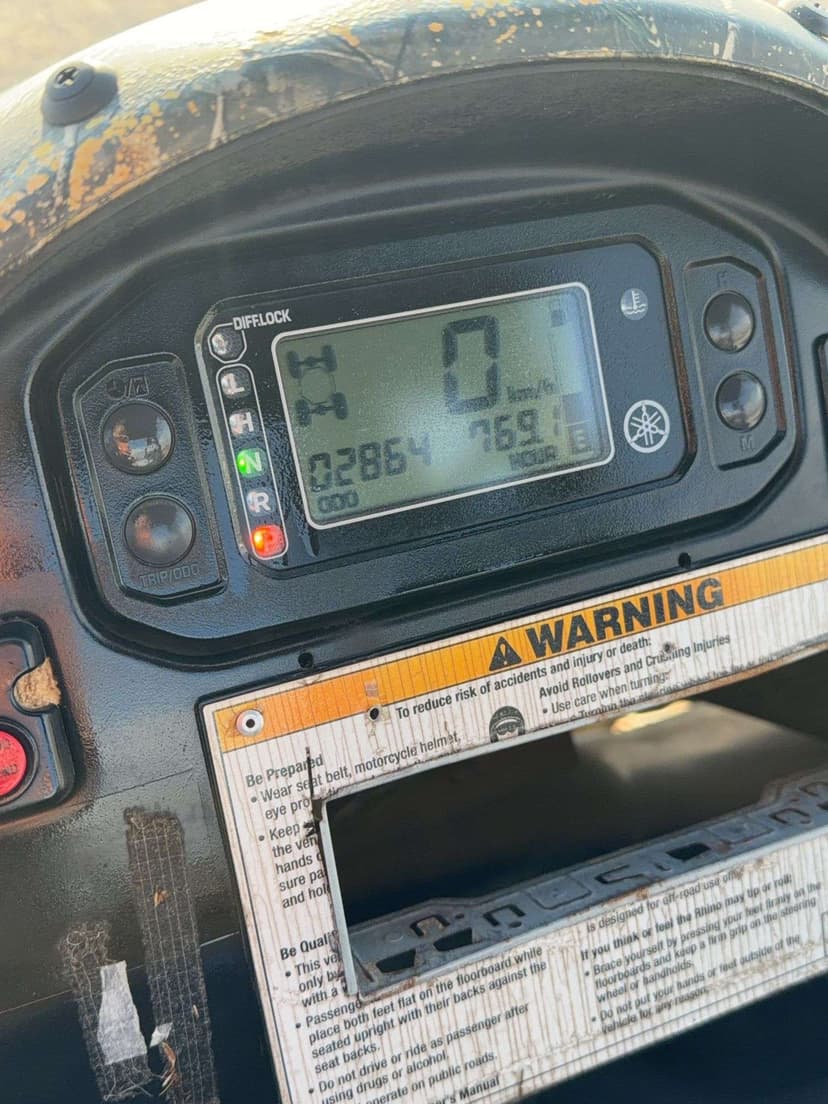 DIFF.LOCK
L
H
N
R
0
km/h
02864
769.1
ODO
HOUR
E
TRIP/ODO
H
M
WARNING
To reduce risk of accidents and injury or death:
Be Prepared
• Wear seat belt, motorcycle helmet,
eye pro
• Keep
the veh
hands o
sure pa
and hol
Be Quali
• This ve
only b
with a
• Passeng
place both feet flat on the floorboard while
seated upright with their backs against the
seat backs.
• Do not drive or ride as passenger after
using drugs or alcohol.
operate on public roads.
er's Manual
Avoid Rollovers and Crushing Injuries
• Use care when turning:
– Turning the
is designed for off-road use only
If you think or feel the Rhino may tip or roll:
• Brace yourself by pressing your feet firmly on the
floorboards and keep a firm grip on the steering
wheel or handholds.
• Do not put your hands or feet outside of the
vehicle for any reason.